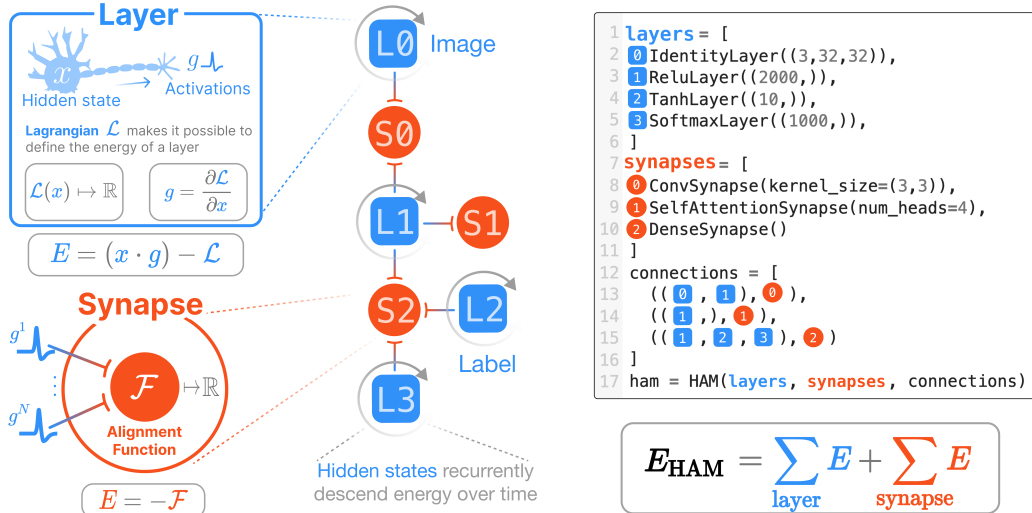 Layer
x
g
Hidden state
Activations
Lagrangian ℒ makes it possible to
define the energy of a layer
ℒ(x) ↦ ℝ
g = ∂ℒ/∂x
E = (x · g) − ℒ
Synapse
g¹
⋮
gᴺ
ℱ ↦ ℝ
Alignment
Function
E = −ℱ
L0
Image
S0
L1
S1
S2
L2
Label
L3
Hidden states recurrently
descend energy over time
1 layers = [
2 0 IdentityLayer((3,32,32)),
3 1 ReluLayer((2000,)),
4 2 TanhLayer((10,)),
5 3 SoftmaxLayer((1000,)),
6 ]
7 synapses= [
8 0 ConvSynapse(kernel_size=(3,3)),
9 1 SelfAttentionSynapse(num_heads=4),
10 2 DenseSynapse()
11 ]
12 connections = [
13 (( 0 , 1 ), 0 ),
14 (( 1 ,), 1 ),
15 (( 1 , 2 , 3 ), 2 )
16 ]
17 ham = HAM(layers, synapses, connections)
E_HAM = ∑ E + ∑ E
layer synapse